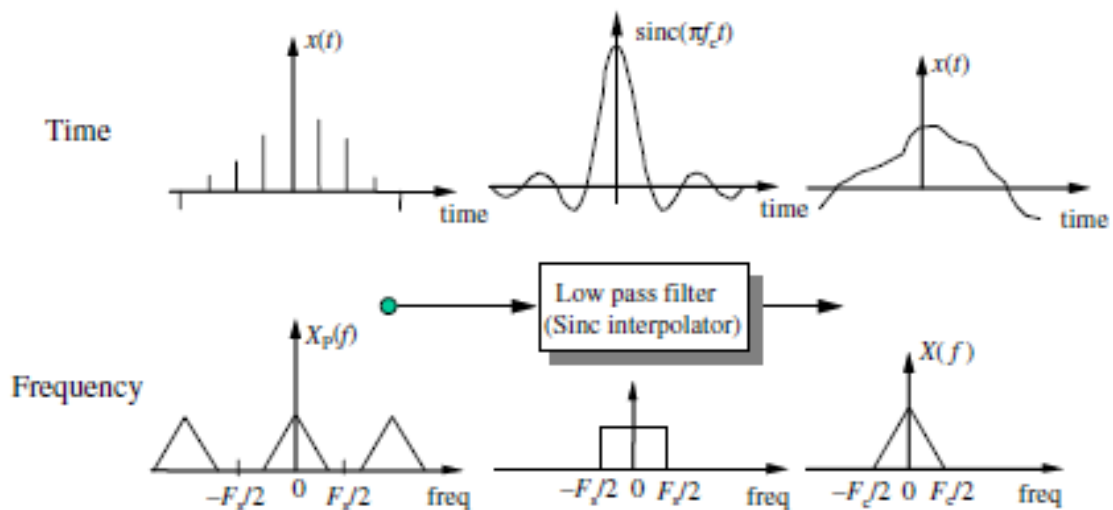 x(t)
sinc(πf_c t)
x(t)
Time
time
time
time
Low pass filter
(Sinc interpolator)
X_P(f)
X(f)
Frequency
−F_s/2 0 F_s/2 freq
−F_s/2 0 F_s/2 freq
−F_c/2 0 F_c/2 freq